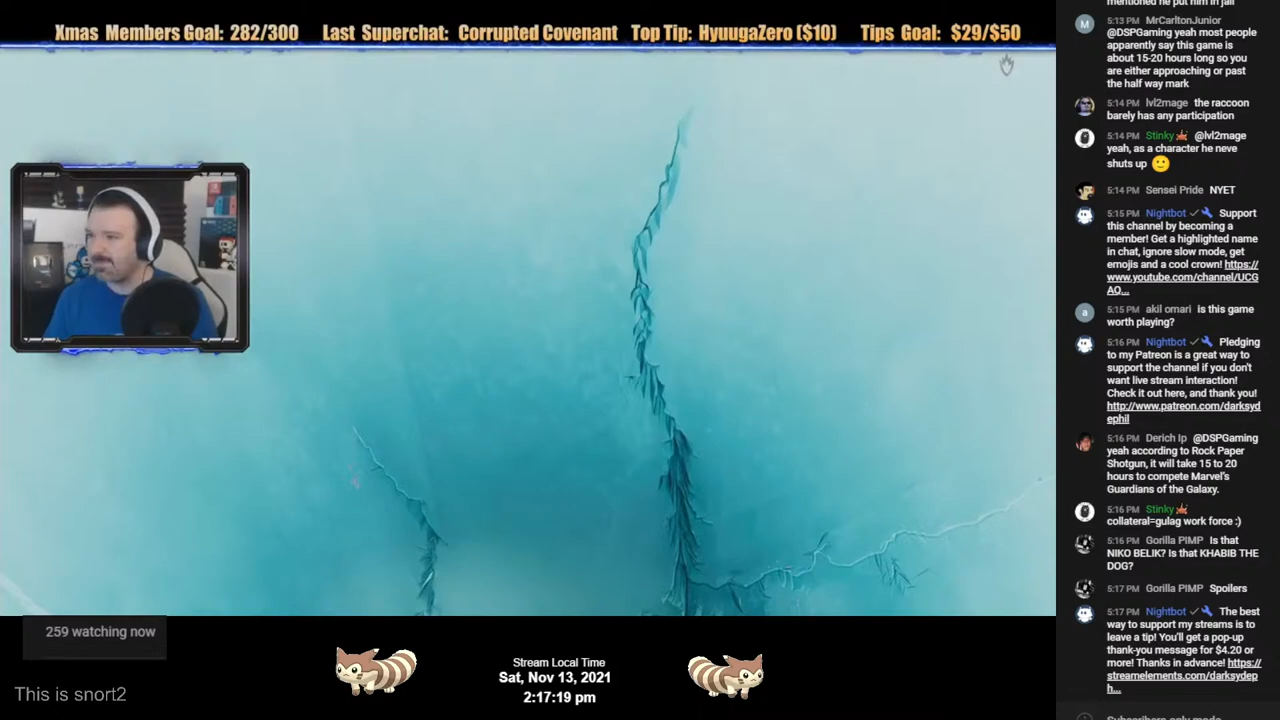 Xmas Members Goal: 282/300 Last Superchat: Corrupted Covenant Top Tip: HyuugaZero ($10) Tips Goal: $29/$50
mentioned he put him in jail
M
5:13 PM MrCarltonJunior
@DSPGaming yeah most people
apparently say this game is
about 15-20 hours long so you
are either approaching or past
the half way mark
5:14 PM lvl2mage the raccoon
barely has any participation
5:14 PM Stinky @lvl2mage
yeah, as a character he neve
shuts up
5:14 PM Sensei Pride NYET
5:15 PM Nightbot Support
this channel by becoming a
member! Get a highlighted name
in chat, ignore slow mode, get
emojis and a cool crown! https://
www.youtube.com/channel/UCG
AQ...
a
5:15 PM akil omari is this game
worth playing?
5:16 PM Nightbot Pledging
to my Patreon is a great way to
support the channel if you don't
want live stream interaction!
Check it out here, and thank you!
http://www.patreon.com/darksyd
ephil
5:16 PM Derich Ip @DSPGaming
yeah according to Rock Paper
Shotgun, it will take 15 to 20
hours to compete Marvel's
Guardians of the Galaxy.
5:16 PM Stinky
collateral=gulag work force :)
5:16 PM Gorilla PIMP Is that
NIKO BELIK? Is that KHABIB THE
DOG?
5:17 PM Gorilla PIMP Spoilers
5:17 PM Nightbot The best
way to support my streams is to
leave a tip! You'll get a pop-up
thank-you message for $4.20 or
more! Thanks in advance! https://
streamelements.com/darksydep
h...
Subscribers-only mode
259 watching now
This is snort2
Stream Local Time
Sat, Nov 13, 2021
2:17:19 pm